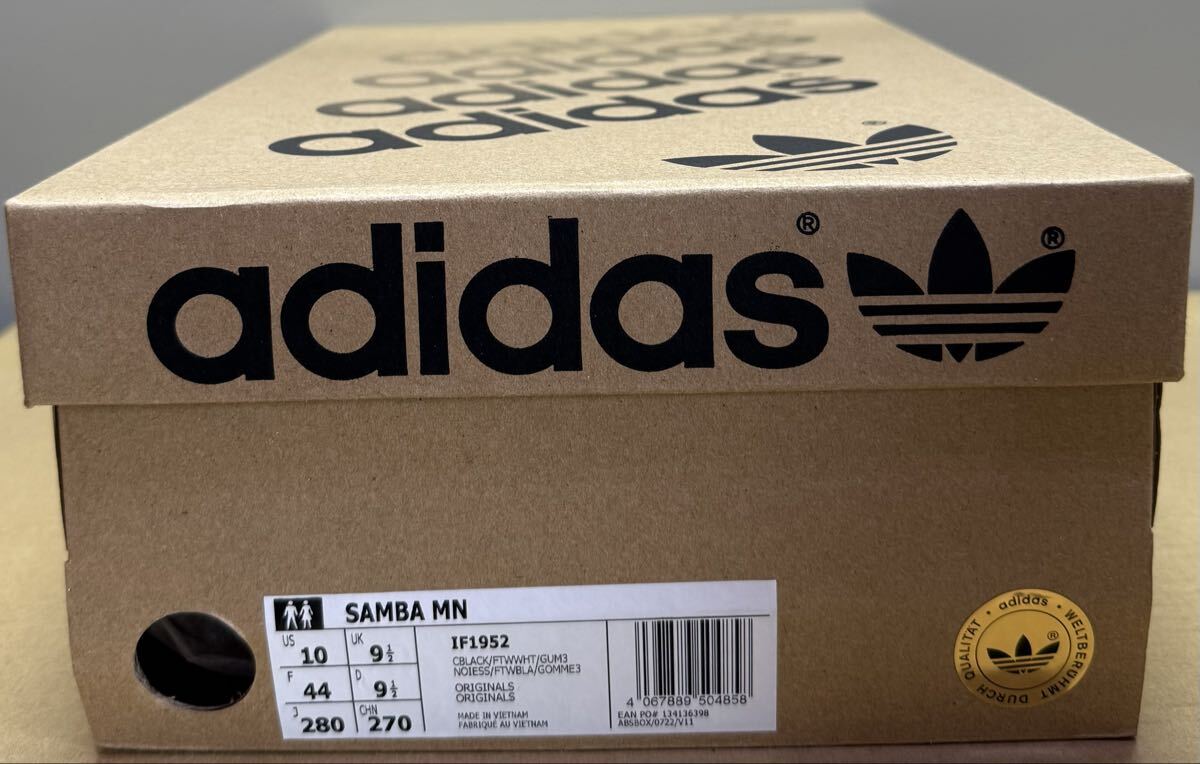 adidas
adidas
adidas
adidas
®
adidas® ®
SAMBA MN
US 10 UK 9½
F 44 D 9½
J 280 CHN 270
IF1952
CBLACK/FTWWHT/GUM3
NOIESS/FTWBLA/GOMME3
ORIGINALS
ORIGINALS
MADE IN VIETNAM
FABRIQUÉ AU VIETNAM
4 067889 504858
EAN PO# 134136398
ABSBOX/0722/V11
· adidas · WELTBERÜHMT DURCH QUALITÄT
®